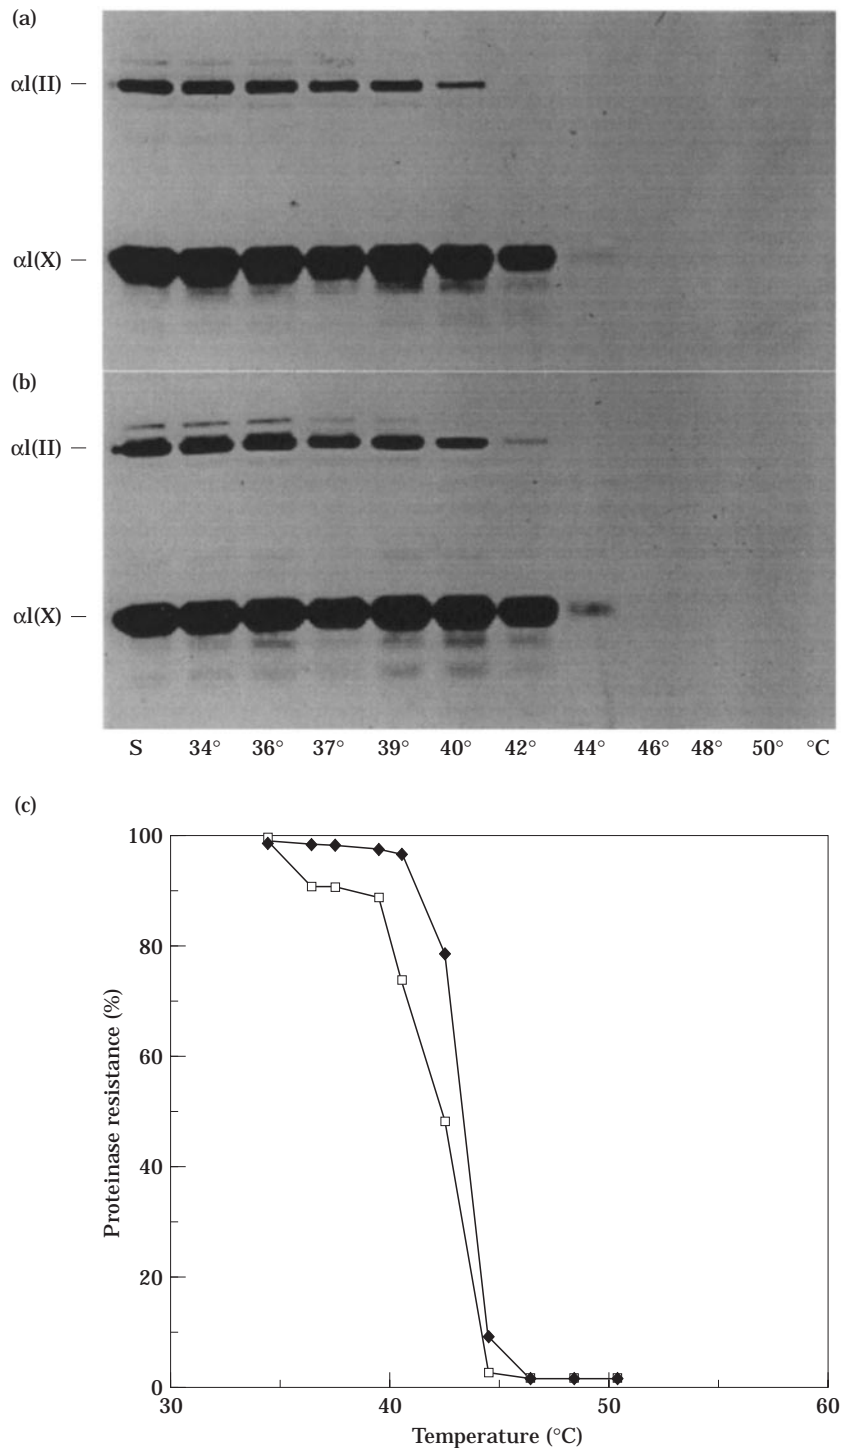 (a)
αl(II) –
αl(X) –
(b)
αl(II) –
αl(X) –
S 34° 36° 37° 39° 40° 42° 44° 46° 48° 50° °C
(c)
100
80
60
40
20
0
Proteinase resistance (%)
30 40 50 60
Temperature (°C)